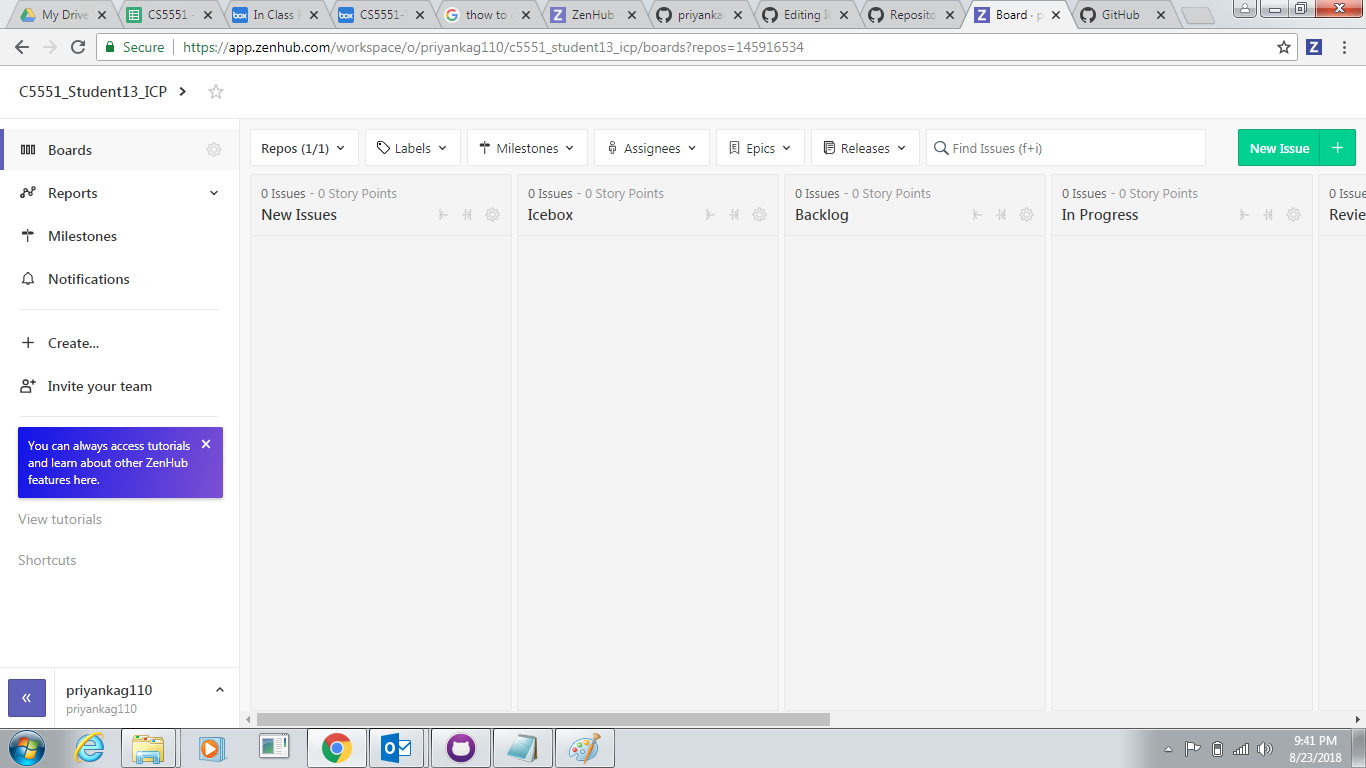 My Drive
CS5551 -
In Class E
CS5551-
thow to
ZenHub
priyanka
Editing
Reposito
Board · p
GitHub
Secure
https://app.zenhub.com/workspace/o/priyankag110/c5551_student13_icp/boards?repos=145916534
C5551_Student13_ICP
Boards
Reports
Milestones
Notifications
Create...
Invite your team
You can always access tutorials
and learn about other ZenHub
features here.
View tutorials
Shortcuts
priyankag110
priyankag110
Repos (1/1)
Labels
Milestones
Assignees
Epics
Releases
Find Issues (f+i)
New Issue
0 Issues - 0 Story Points
New Issues
0 Issues - 0 Story Points
Icebox
0 Issues - 0 Story Points
Backlog
0 Issues - 0 Story Points
In Progress
0 Issue
Revie
9:41 PM
8/23/2018